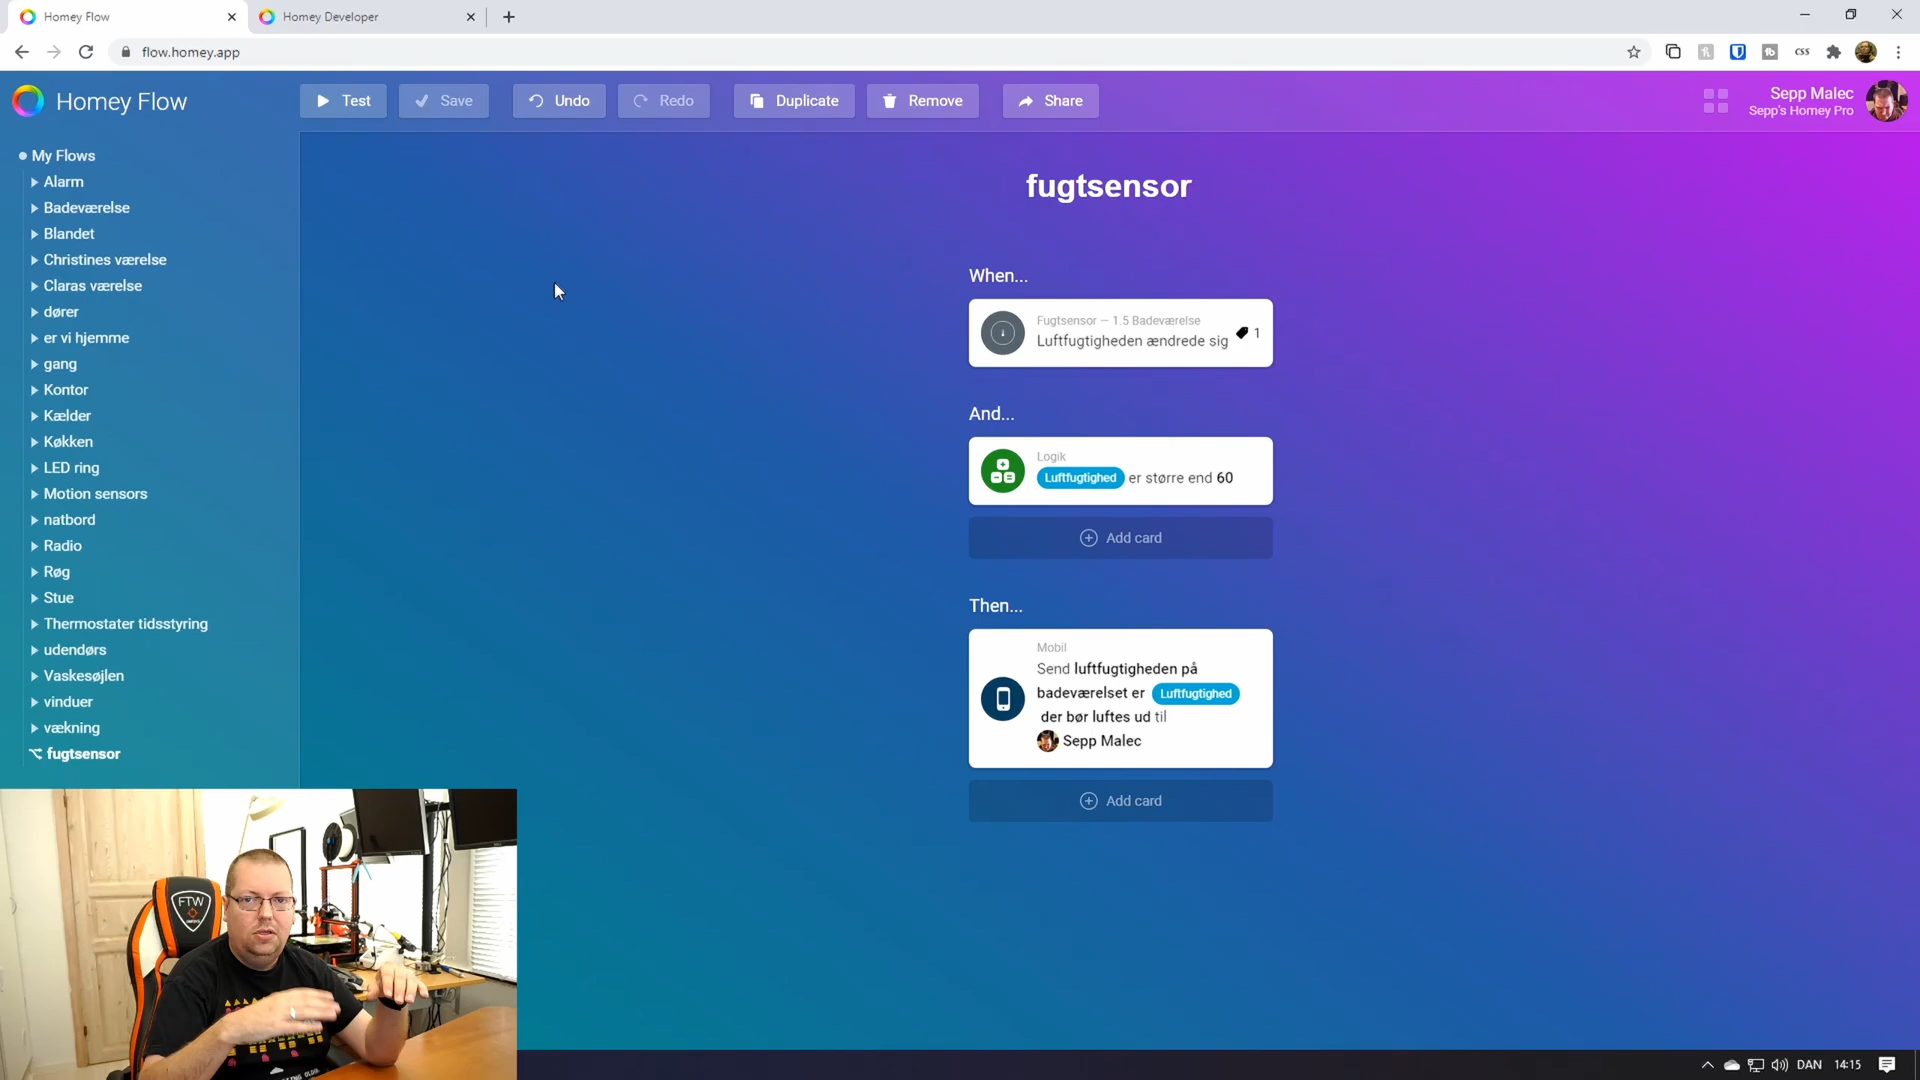 Homey Flow
Homey Developer
flow.homey.app
CSS
Homey Flow
Test
Save
Undo
Redo
Duplicate
Remove
Share
Sepp Malec
Sepp's Homey Pro
My Flows
Alarm
Badeværelse
Blandet
Christines værelse
Claras værelse
dører
er vi hjemme
gang
Kontor
Kælder
Køkken
LED ring
Motion sensors
natbord
Radio
Røg
Stue
Thermostater tidsstyring
udendørs
Vaskesøjlen
vinduer
vækning
fugtsensor
fugtsensor
When...
Fugtsensor — 1.5 Badeværelse
Luftfugtigheden ændrede sig
1
And...
Logik
Luftfugtighed er større end 60
Add card
Then...
Mobil
Send luftfugtigheden på
badeværelset er Luftfugtighed
der bør luftes ud til
Sepp Malec
Add card
FTW
DAN
14:15